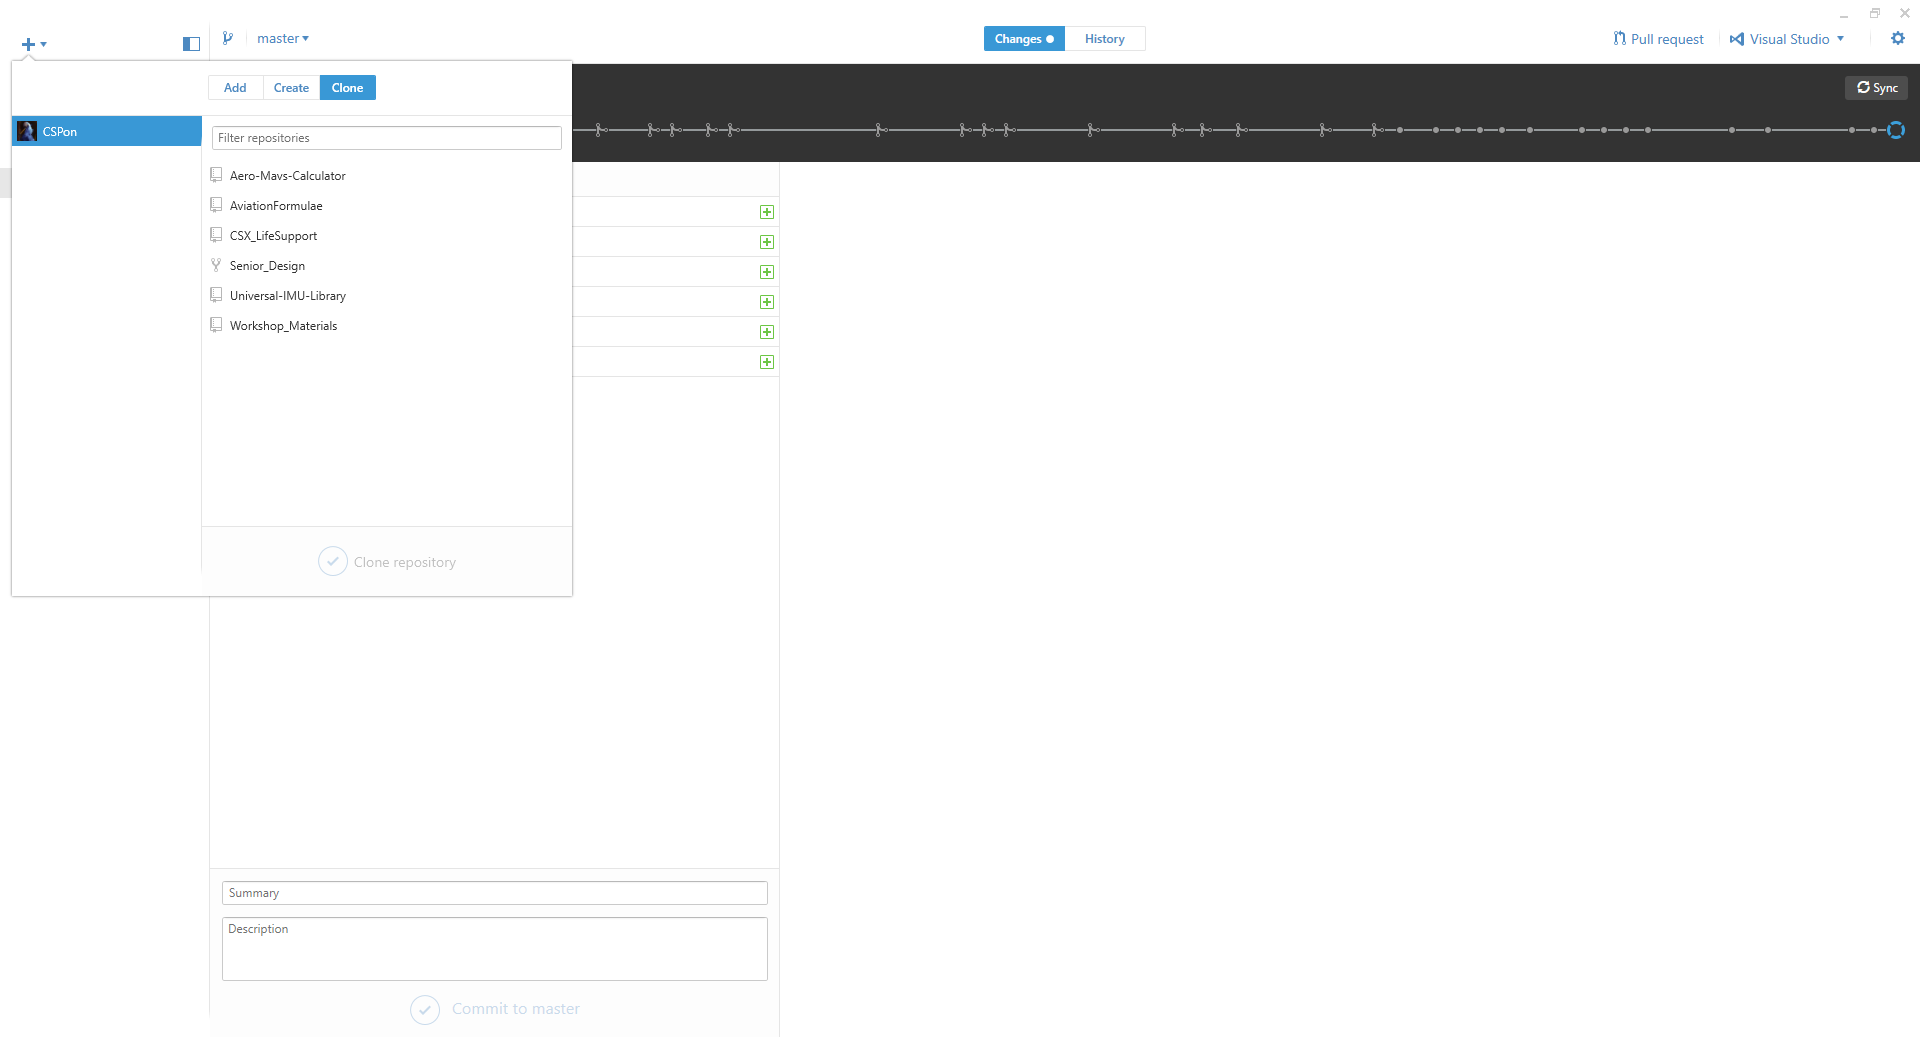 master
Changes
History
Pull request
Visual Studio
Add
Create
Clone
Sync
CSPon
Filter repositories
Aero-Mavs-Calculator
AviationFormulae
CSX_LifeSupport
Senior_Design
Universal-IMU-Library
Workshop_Materials
Clone repository
Summary
Description
Commit to master